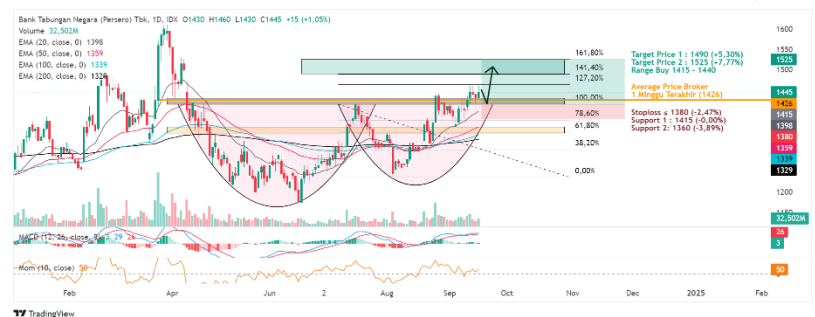 Bank Tabungan Negara (Persero) Tbk, 1D, IDX O1430 H1460 L1430 C1445 +15 (+1,05%)
Volume 32,502M
EMA (20, close, 0) 1398
EMA (50, close, 0) 1359
EMA (100, close, 0) 1339
EMA (200, close, 0) 1329
161,80%
141,40%
127,20%
100,00%
78,60%
61,80%
38,20%
0,00%
Target Price 1 : 1490 (+5,30%)
Target Price 2 : 1525 (+7,77%)
Range Buy 1415 - 1440
Average Price Broker
1 Minggu Terakhir (1426)
Stoploss ≤ 1380 (-2,47%)
Support 1 : 1415 (-0,00%)
Support 2: 1360 (-3,89%)
1600
1525
1500
1445
1426
1415
1398
1380
1359
1339
1329
1200
32,502M
MACD (12, 26, close, 9) 3 29 26
26
3
Mom (10, close) 50
50
Feb
Apr
Jun
2
Aug
Sep
Oct
Nov
Dec
2025
Feb
TradingView